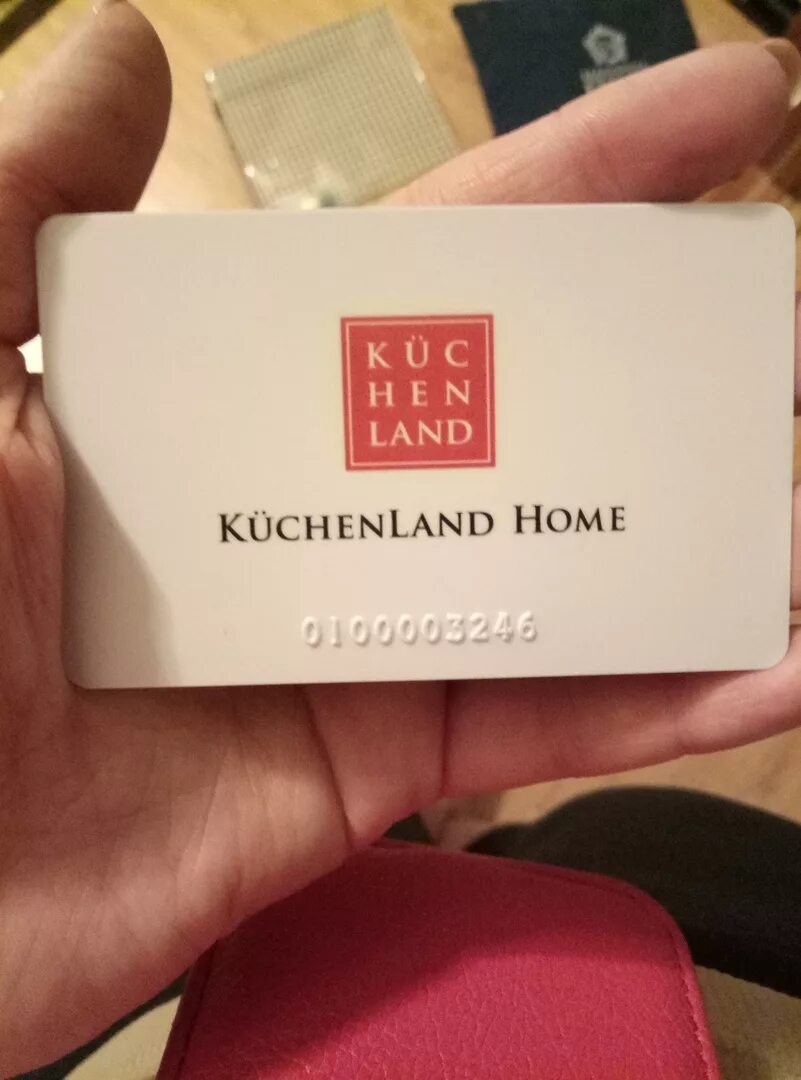 KÜC
HEN
LAND
KÜCHENLAND HOME
0100003246